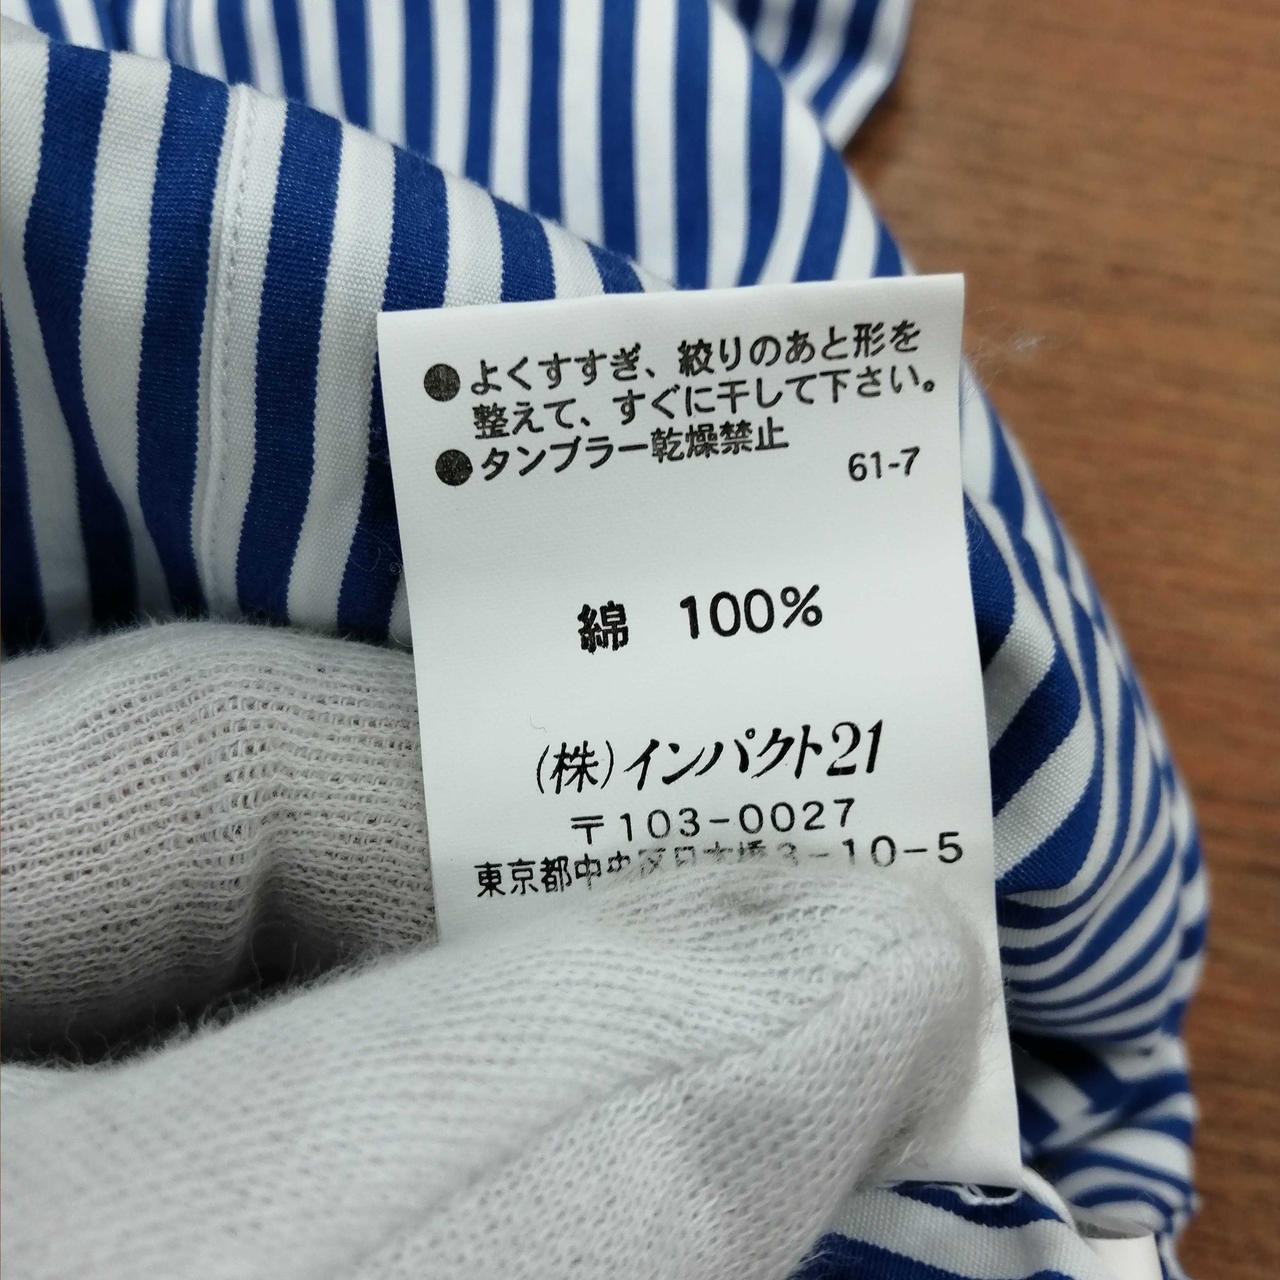 ●よくすすぎ、絞りのあと形を
整えて、すぐに干して下さい。
●タンブラー乾燥禁止
61-7
綿 100%
(株)インパクト21
〒103-0027
東京都中央区日本橋3-10-5